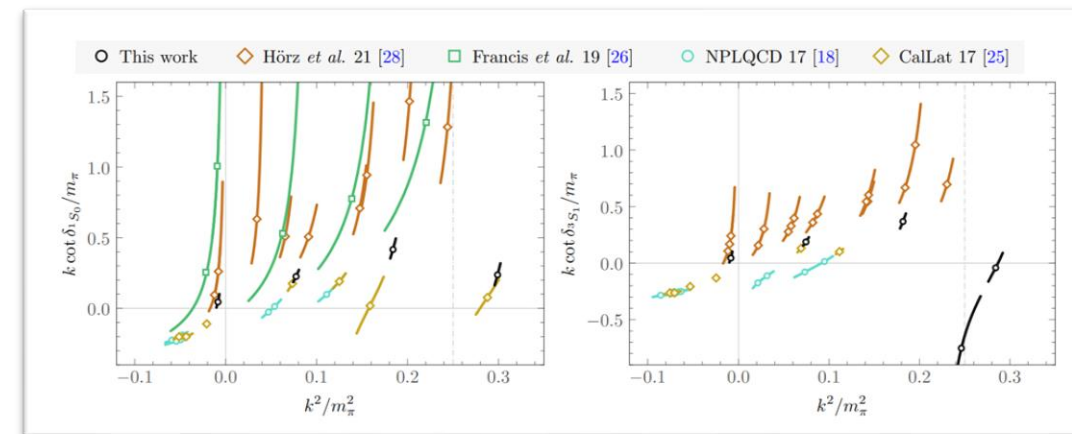 This work Hörz et al. 21 [28] Francis et al. 19 [26] NPLQCD 17 [18] CalLat 17 [25]
k cot δ¹S₀/mπ
1.5
1.0
0.5
0.0
−0.1 0.0 0.1 0.2 0.3
k²/m²π
k cot δ³S₁/mπ
1.5
1.0
0.5
0.0
−0.5
−0.1 0.0 0.1 0.2 0.3
k²/m²π